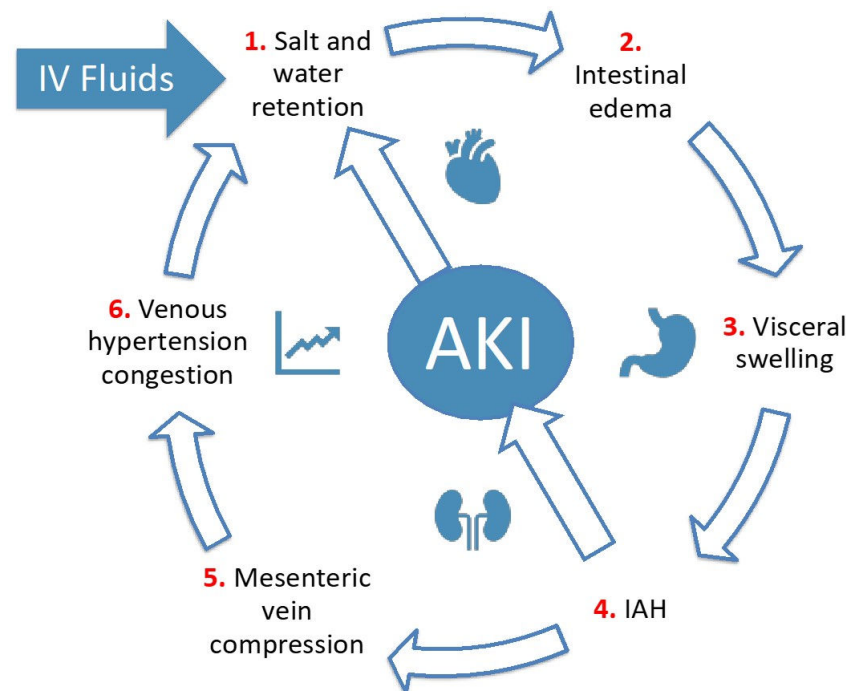 IV Fluids
1. Salt and
water
retention
2.
Intestinal
edema
3. Visceral
swelling
4. IAH
5. Mesenteric
vein
compression
6. Venous
hypertension
congestion
AKI